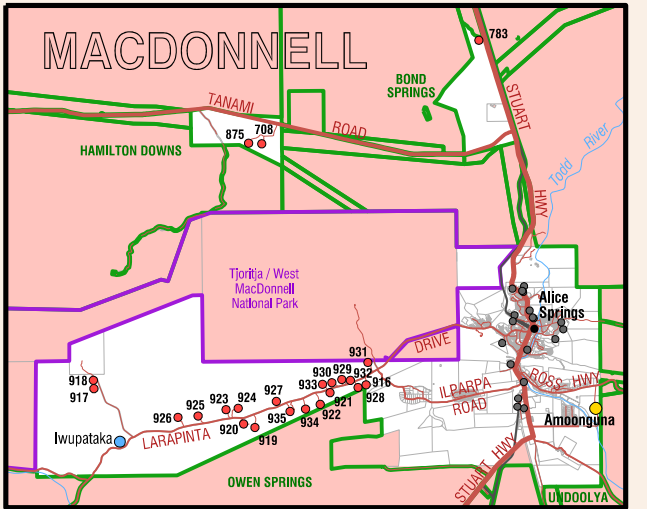 MACDONNELL
783
BOND
SPRINGS
STUART
HWY
TANAMI
ROAD
875
708
HAMILTON DOWNS
Todd River
Tjoritja / West
MacDonnell
National Park
Alice
Springs
931
DRIVE
930
929
933
932
916
928
921
922
918
917
927
924
923
925
926
935
934
920
919
ILPARPA
ROAD
ROSS HWY
Amoonguna
Iwupataka
LARAPINTA
OWEN SPRINGS
STUART HWY
UNDOOLYA